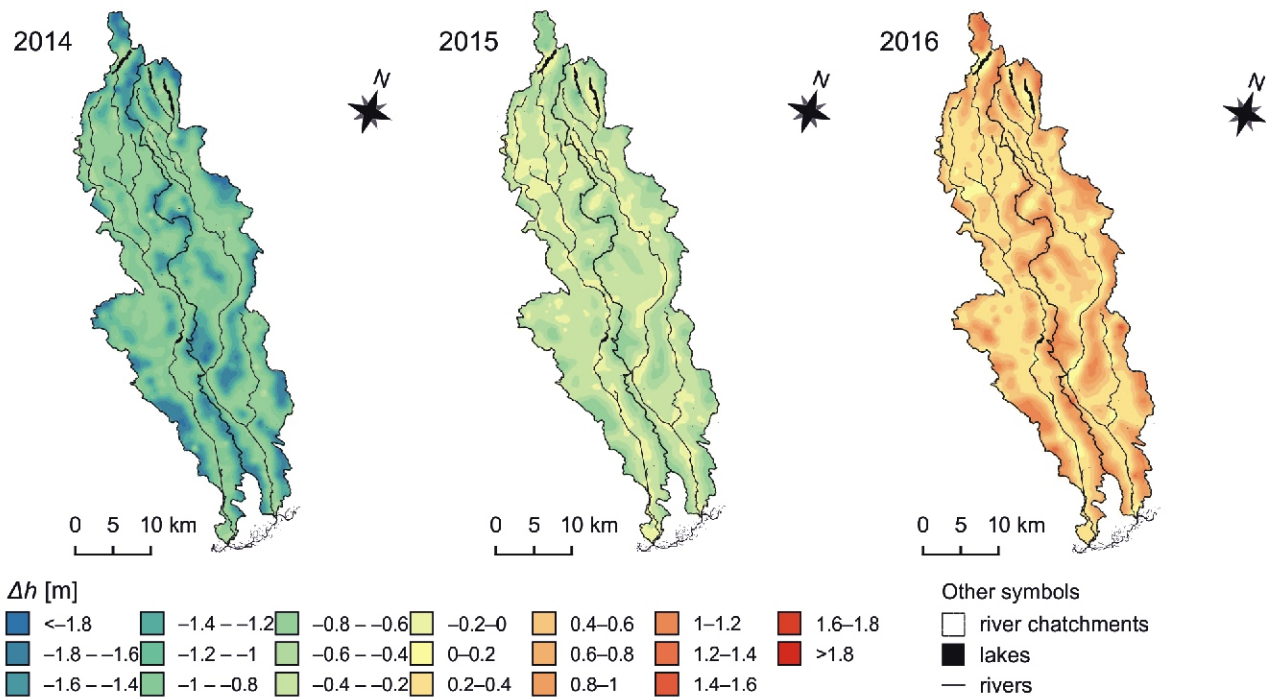 2014
2015
2016
N
N
N
0 5 10 km
0 5 10 km
0 5 10 km
Δh [m]
<–1.8
–1.4 – –1.2
–0.8 – –0.6
–0.2–0
0.4–0.6
1–1.2
1.6–1.8
–1.8 – –1.6
–1.2 – –1
–0.6 – –0.4
0–0.2
0.6–0.8
1.2–1.4
>1.8
–1.6 – –1.4
–1 – –0.8
–0.4 – –0.2
0.2–0.4
0.8–1
1.4–1.6
Other symbols
river chatchments
lakes
rivers